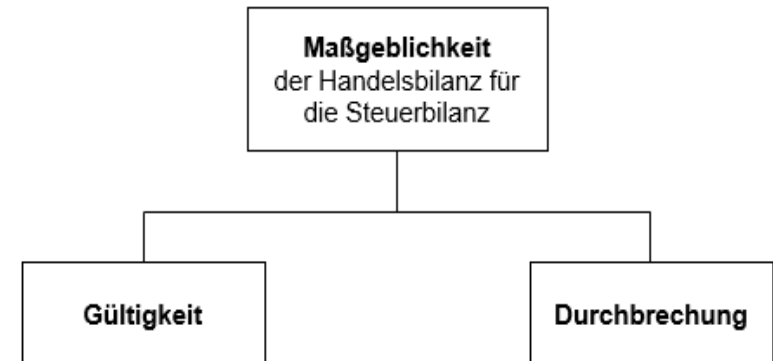 Maßgeblichkeit
der Handelsbilanz für
die Steuerbilanz
Gültigkeit
Durchbrechung